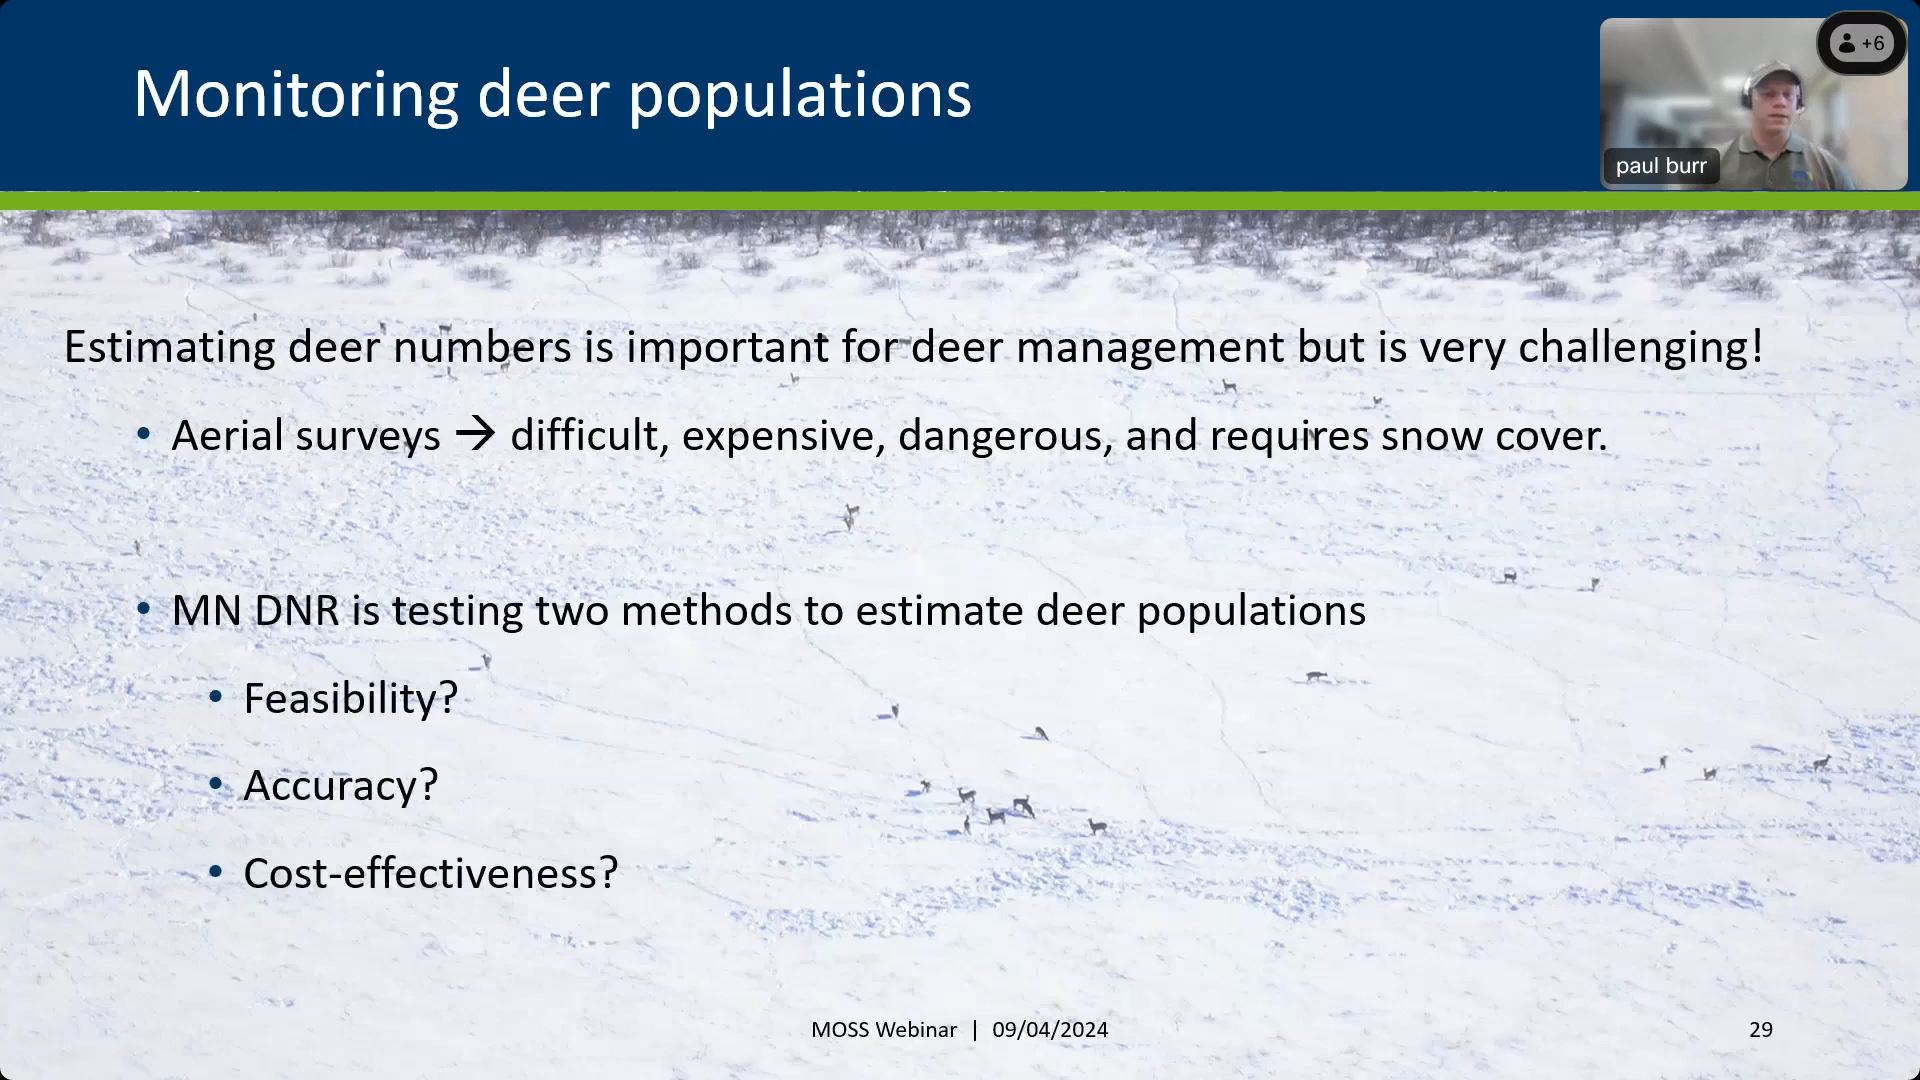 Monitoring deer populations
+6
paul burr
Estimating deer numbers is important for deer management but is very challenging!
• Aerial surveys → difficult, expensive, dangerous, and requires snow cover.
• MN DNR is testing two methods to estimate deer populations
• Feasibility?
• Accuracy?
• Cost-effectiveness?
MOSS Webinar | 09/04/2024
29